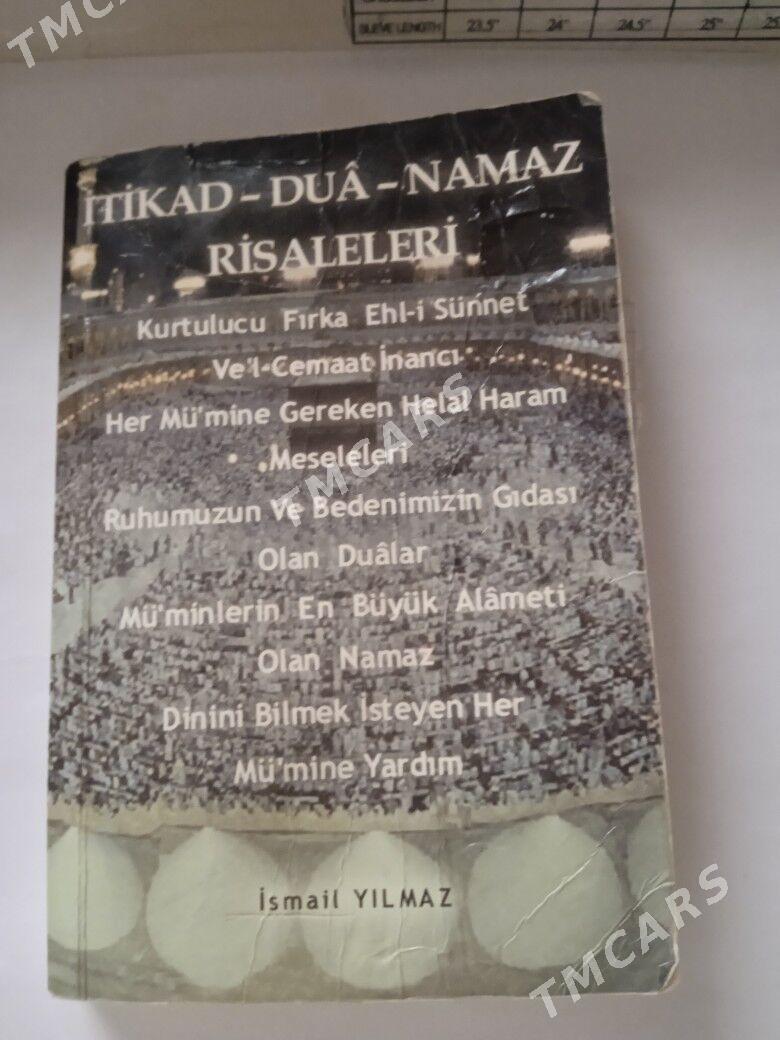 SLEVE LENGTH 23.5" 24" 24.5" 25" 25
TMCARS
İTİKAD – DUÂ – NAMAZ
RİSALELERİ
Kurtulucu Fırka Ehl-i Sünnet
Ve'l-Cemaat İnancı
Her Mü'mine Gereken Helal Haram
Meseleleri
TMCARS
Ruhumuzun Ve Bedenimizin Gıdası
Olan Duâlar
Mü'minlerin En Büyük Alâmeti
Olan Namaz
Dinini Bilmek İsteyen Her
Mü'mine Yardım
İsmail YILMAZ
TMCARS